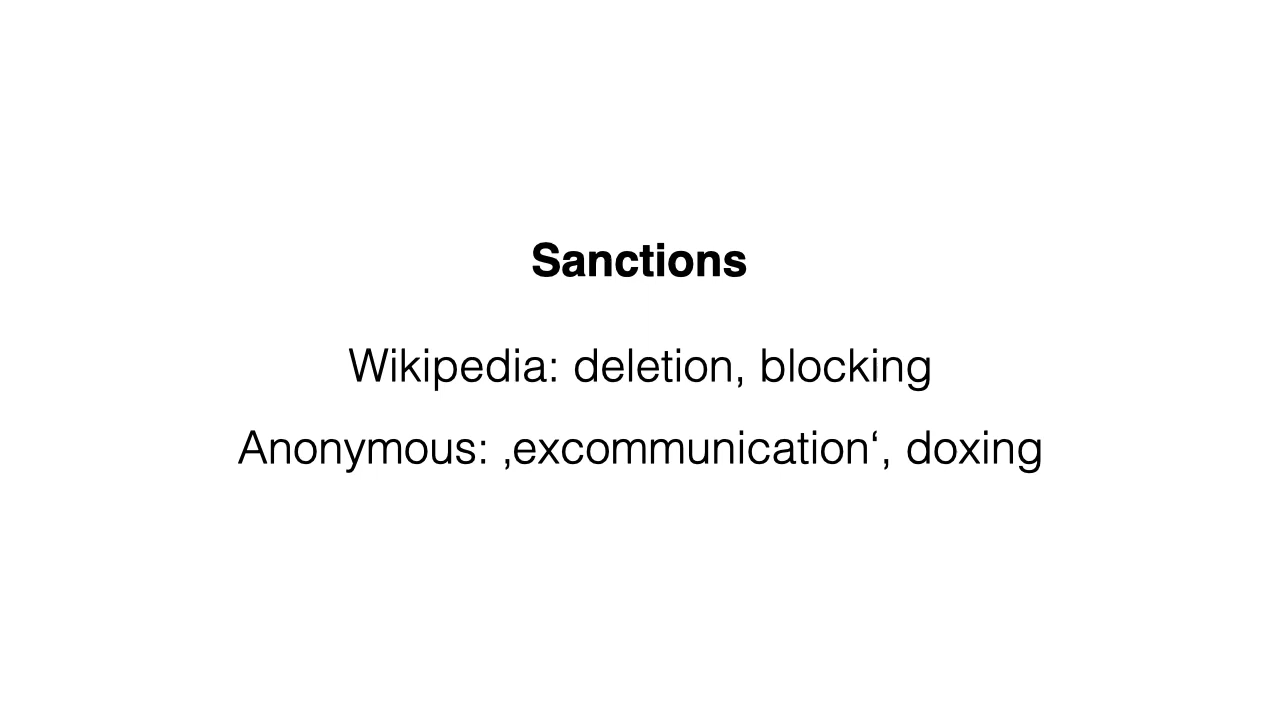 Sanctions
Wikipedia: deletion, blocking
Anonymous: ‚excommunication‘, doxing